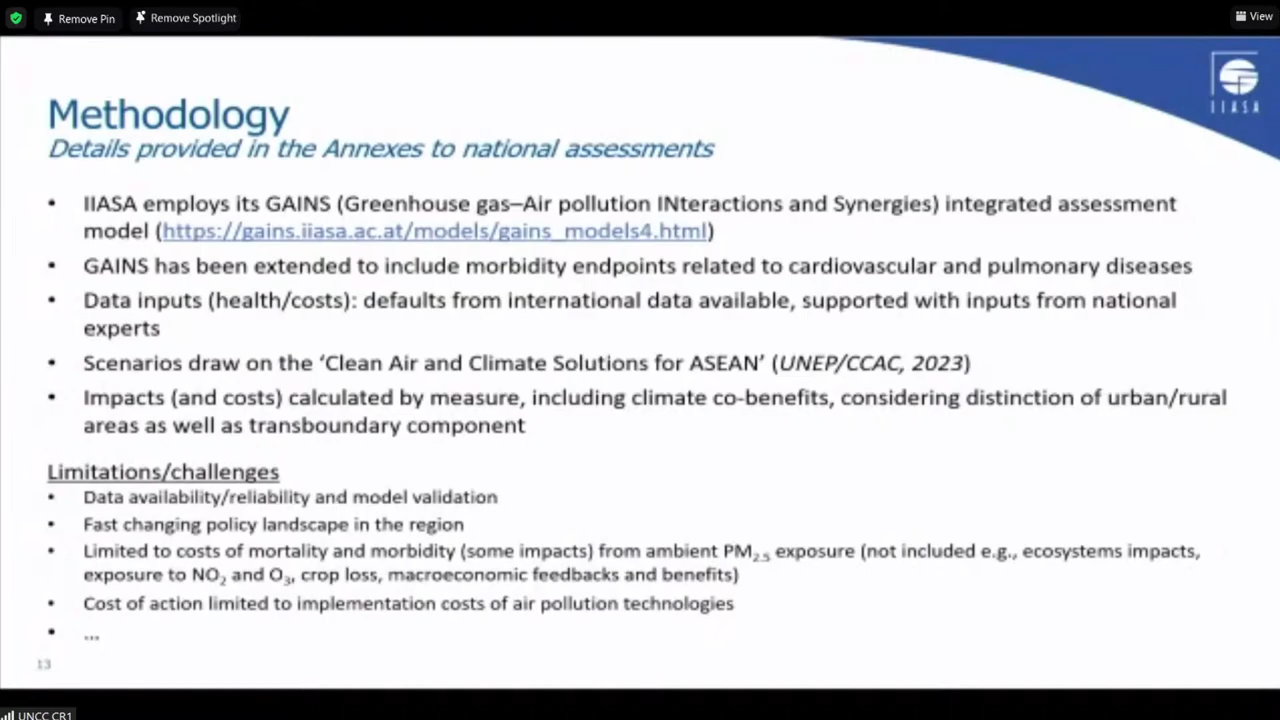 Remove Pin
Remove Spotlight
View
IIASA
Methodology
Details provided in the Annexes to national assessments
• IIASA employs its GAINS (Greenhouse gas–Air pollution INteractions and Synergies) integrated assessment
model (https://gains.iiasa.ac.at/models/gains_models4.html)
• GAINS has been extended to include morbidity endpoints related to cardiovascular and pulmonary diseases
• Data inputs (health/costs): defaults from international data available, supported with inputs from national
experts
• Scenarios draw on the ‘Clean Air and Climate Solutions for ASEAN’ (UNEP/CCAC, 2023)
• Impacts (and costs) calculated by measure, including climate co-benefits, considering distinction of urban/rural
areas as well as transboundary component
Limitations/challenges
• Data availability/reliability and model validation
• Fast changing policy landscape in the region
• Limited to costs of mortality and morbidity (some impacts) from ambient PM2.5 exposure (not included e.g., ecosystems impacts,
exposure to NO2 and O3, crop loss, macroeconomic feedbacks and benefits)
• Cost of action limited to implementation costs of air pollution technologies
• ...
13
UNCC CR1